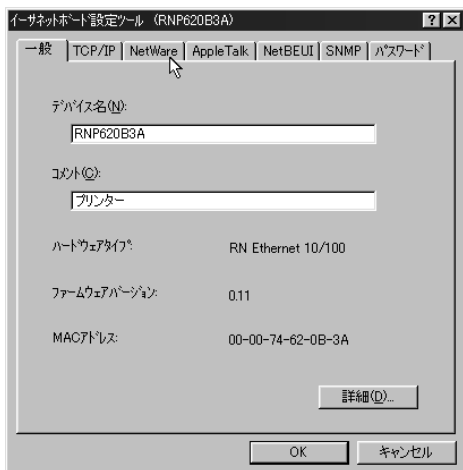 イーサネットボード設定ツール (RNP620B3A)
一般 TCP/IP NetWare AppleTalk NetBEUI SNMP パスワード
デバイス名(N):
RNP620B3A
コメント(C):
プリンター
ハードウェアタイプ: RN Ethernet 10/100
ファームウェアバージョン: 0.11
MACアドレス: 00-00-74-62-0B-3A
詳細(D)...
OK キャンセル